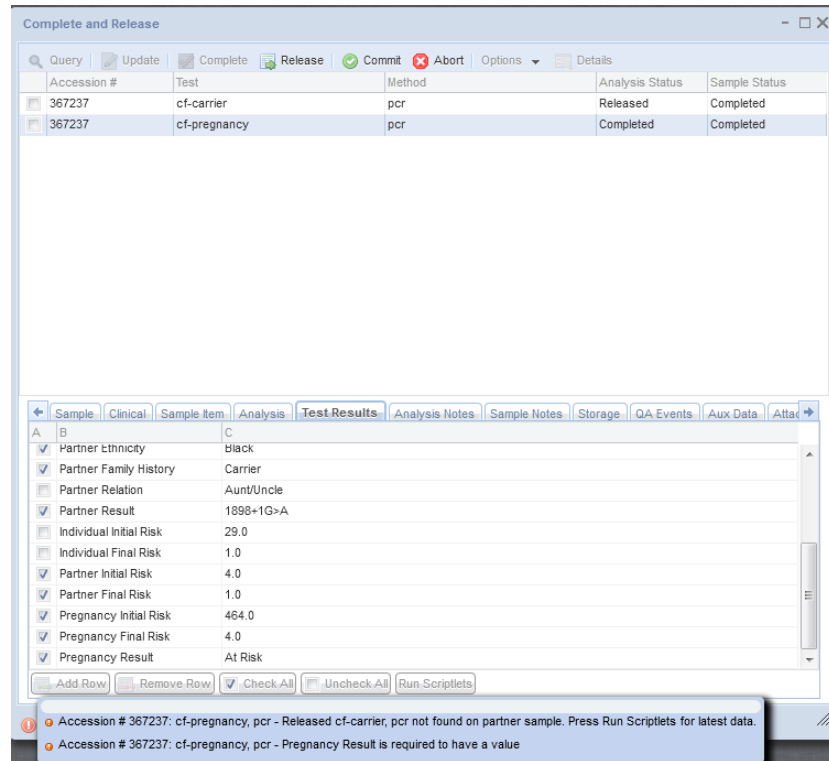 Complete and Release
Query Update Complete Release Commit Abort Options Details
Accession # Test Method Analysis Status Sample Status
367237 cf-carrier pcr Released Completed
367237 cf-pregnancy pcr Completed Completed
Sample Clinical Sample Item Analysis Test Results Analysis Notes Sample Notes Storage QA Events Aux Data Attac
A B C
Partner Ethnicity Black
Partner Family History Carrier
Partner Relation Aunt/Uncle
Partner Result 1898+1G>A
Individual Initial Risk 29.0
Individual Final Risk 1.0
Partner Initial Risk 4.0
Partner Final Risk 1.0
Pregnancy Initial Risk 464.0
Pregnancy Final Risk 4.0
Pregnancy Result At Risk
Add Row Remove Row Check All Uncheck All Run Scriptlets
Accession # 367237: cf-pregnancy, pcr - Released cf-carrier, pcr not found on partner sample. Press Run Scriptlets for latest data.
Accession # 367237: cf-pregnancy, pcr - Pregnancy Result is required to have a value